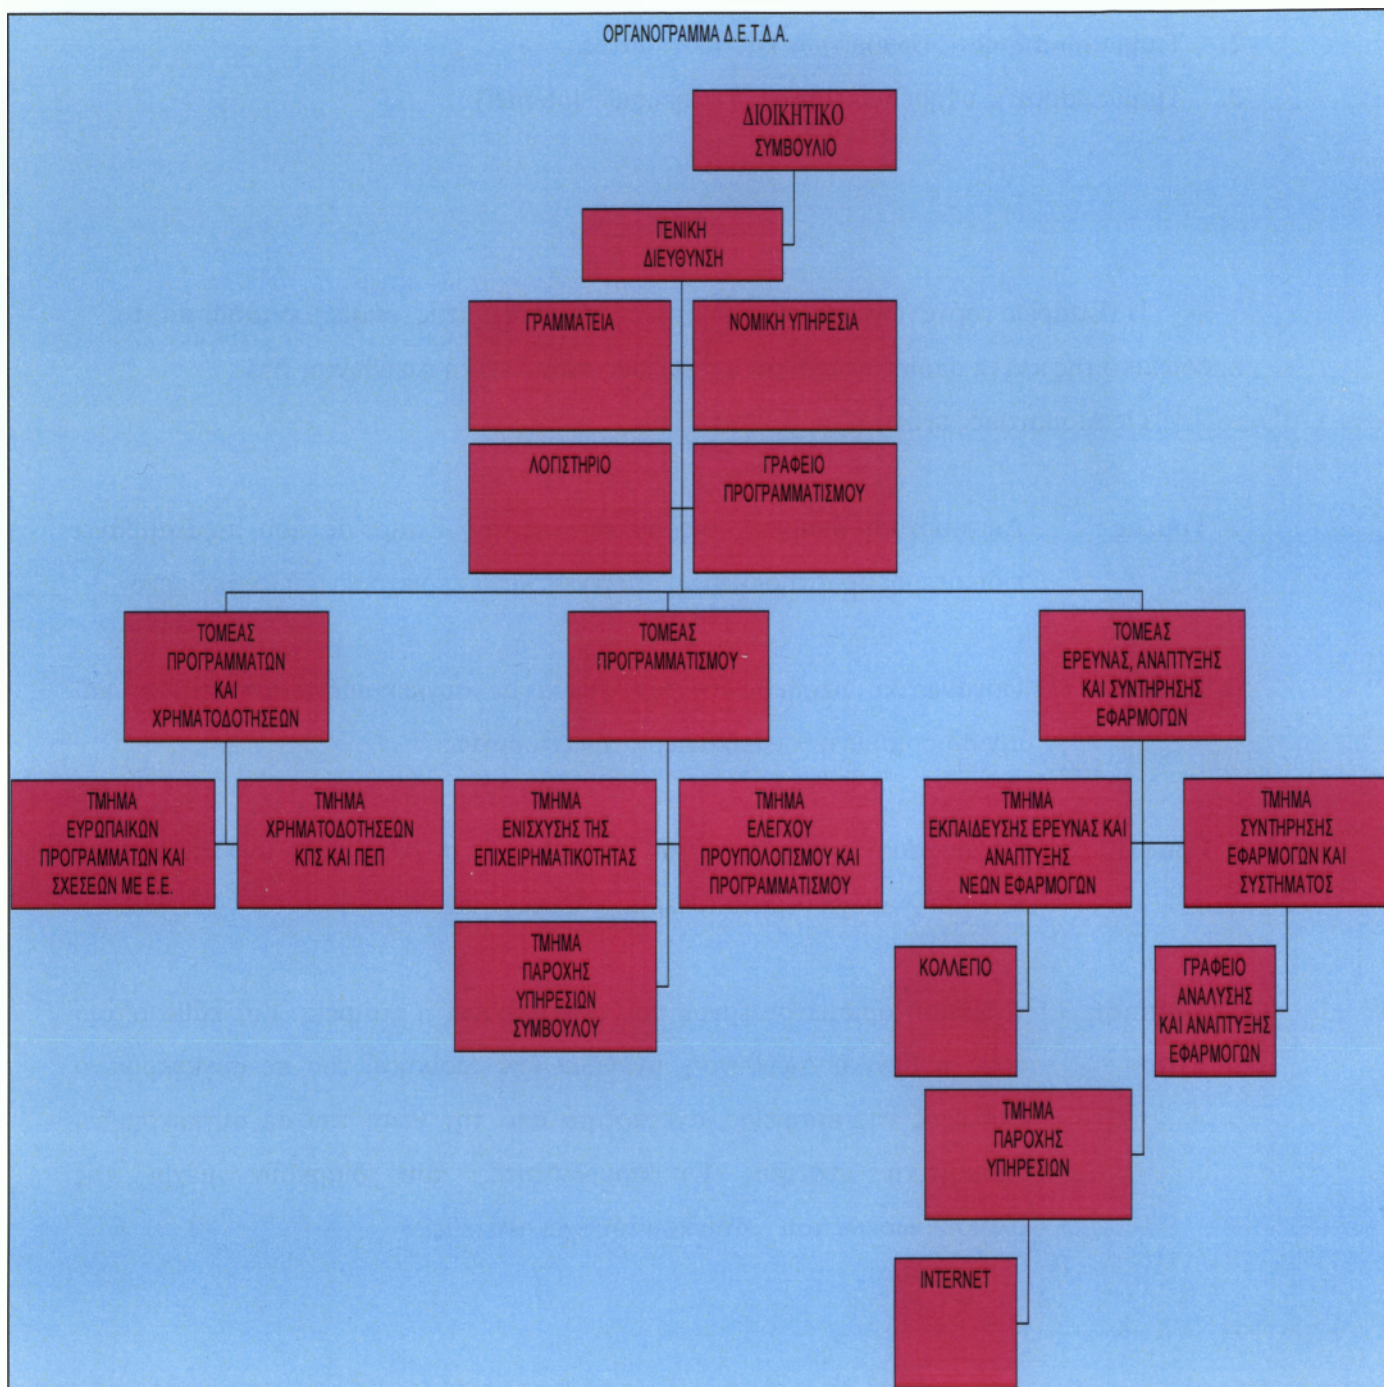 ΟΡΓΑΝΟΓΡΑΜΜΑ Δ.Ε.Τ.Δ.Α.
ΔΙΟΙΚΗΤΙΚΟ
ΣΥΜΒΟΥΛΙΟ
ΓΕΝΙΚΗ
ΔΙΕΥΘΥΝΣΗ
ΓΡΑΜΜΑΤΕΙΑ
ΝΟΜΙΚΗ ΥΠΗΡΕΣΙΑ
ΛΟΓΙΣΤΗΡΙΟ
ΓΡΑΦΕΙΟ
ΠΡΟΓΡΑΜΜΑΤΙΣΜΟΥ
ΤΟΜΕΑΣ
ΠΡΟΓΡΑΜΜΑΤΩΝ
ΚΑΙ
ΧΡΗΜΑΤΟΔΟΤΗΣΕΩΝ
ΤΟΜΕΑΣ
ΠΡΟΓΡΑΜΜΑΤΙΣΜΟΥ
ΤΟΜΕΑΣ
ΕΡΕΥΝΑΣ, ΑΝΑΠΤΥΞΗΣ
ΚΑΙ ΣΥΝΤΗΡΗΣΗΣ
ΕΦΑΡΜΟΓΩΝ
ΤΜΗΜΑ
ΕΥΡΩΠΑΙΚΩΝ
ΠΡΟΓΡΑΜΜΑΤΩΝ ΚΑΙ
ΣΧΕΣΕΩΝ ΜΕ Ε.Ε.
ΤΜΗΜΑ
ΧΡΗΜΑΤΟΔΟΤΗΣΕΩΝ
ΚΠΣ ΚΑΙ ΠΕΠ
ΤΜΗΜΑ
ΕΝΙΣΧΥΣΗΣ ΤΗΣ
ΕΠΙΧΕΙΡΗΜΑΤΙΚΟΤΗΤΑΣ
ΤΜΗΜΑ
ΕΛΕΓΧΟΥ
ΠΡΟΥΠΟΛΟΓΙΣΜΟΥ ΚΑΙ
ΠΡΟΓΡΑΜΜΑΤΙΣΜΟΥ
ΤΜΗΜΑ
ΕΚΠΑΙΔΕΥΣΗΣ ΕΡΕΥΝΑΣ ΚΑΙ
ΑΝΑΠΤΥΞΗΣ
ΝΕΩΝ ΕΦΑΡΜΟΓΩΝ
ΤΜΗΜΑ
ΣΥΝΤΗΡΗΣΗΣ
ΕΦΑΡΜΟΓΩΝ ΚΑΙ
ΣΥΣΤΗΜΑΤΟΣ
ΤΜΗΜΑ
ΠΑΡΟΧΗΣ
ΥΠΗΡΕΣΙΩΝ
ΣΥΜΒΟΥΛΟΥ
ΚΟΛΛΕΓΙΟ
ΓΡΑΦΕΙΟ
ΑΝΑΛΥΣΗΣ
ΚΑΙ ΑΝΑΠΤΥΞΗΣ
ΕΦΑΡΜΟΓΩΝ
ΤΜΗΜΑ
ΠΑΡΟΧΗΣ
ΥΠΗΡΕΣΙΩΝ
INTERNET